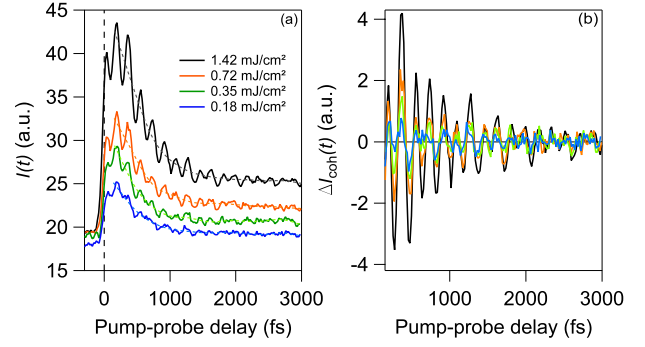 (a)
45
40
35
30
25
20
15
I(t) (a.u.)
1.42 mJ/cm²
0.72 mJ/cm²
0.35 mJ/cm²
0.18 mJ/cm²
0
1000
2000
3000
Pump-probe delay (fs)
(b)
4
2
0
-2
-4
ΔIcoh(t) (a.u.)
1000
2000
3000
Pump-probe delay (fs)